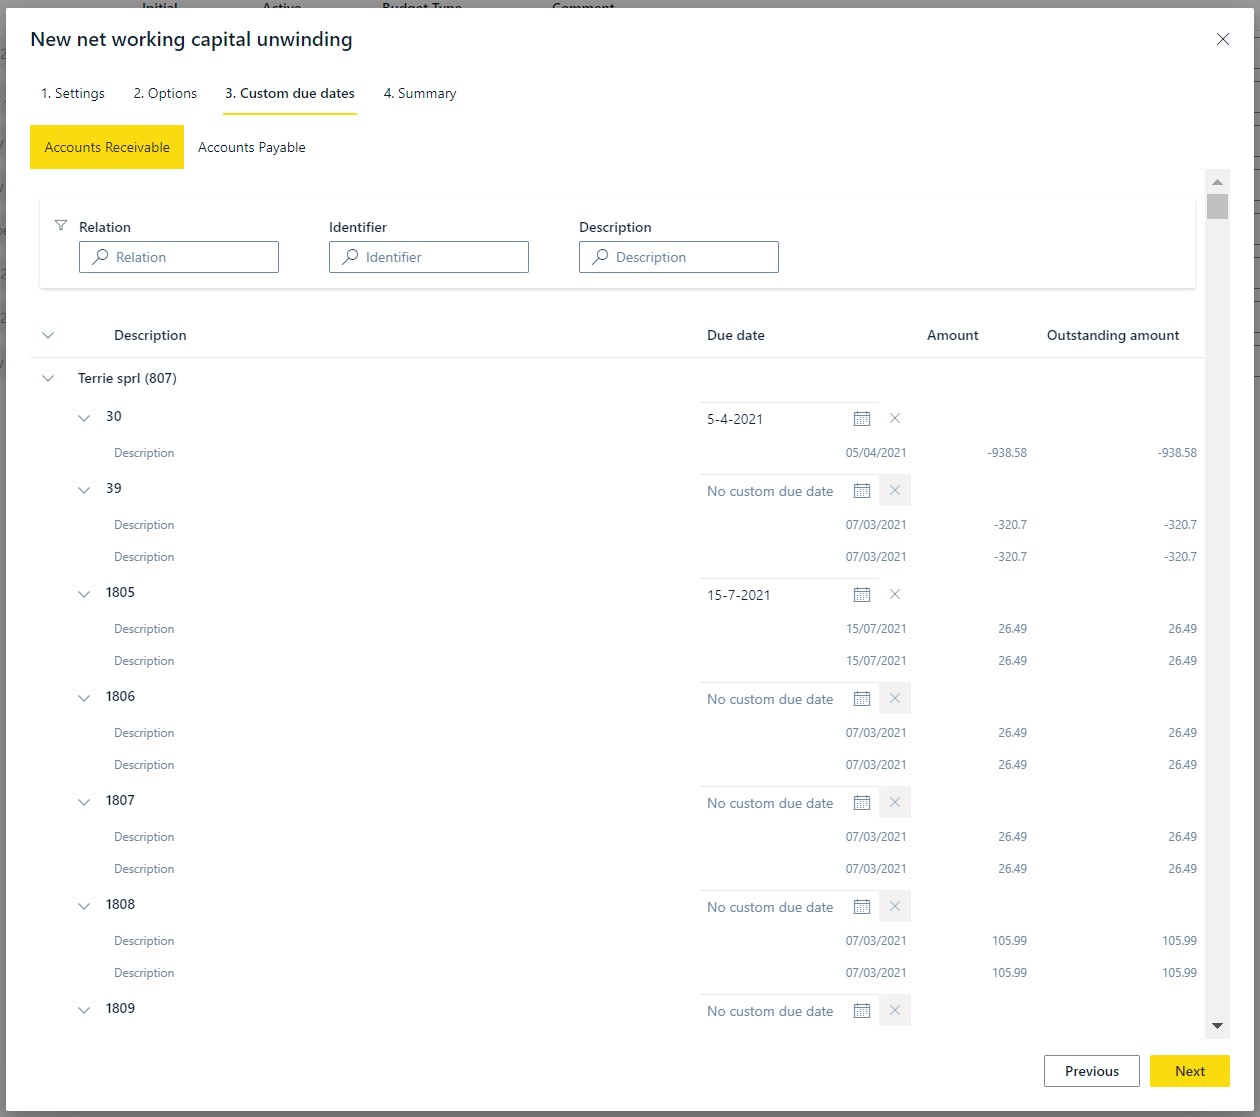 Initial Active Budget Type Comment
New net working capital unwinding
1. Settings 2. Options 3. Custom due dates 4. Summary
Accounts Receivable Accounts Payable
Relation Identifier Description
Relation Identifier Description
Description Due date Amount Outstanding amount
Terrie sprl (807)
30 5-4-2021
Description 05/04/2021 -938.58 -938.58
39 No custom due date
Description 07/03/2021 -320.7 -320.7
Description 07/03/2021 -320.7 -320.7
1805 15-7-2021
Description 15/07/2021 26.49 26.49
Description 15/07/2021 26.49 26.49
1806 No custom due date
Description 07/03/2021 26.49 26.49
Description 07/03/2021 26.49 26.49
1807 No custom due date
Description 07/03/2021 26.49 26.49
Description 07/03/2021 26.49 26.49
1808 No custom due date
Description 07/03/2021 105.99 105.99
Description 07/03/2021 105.99 105.99
1809 No custom due date
Previous Next